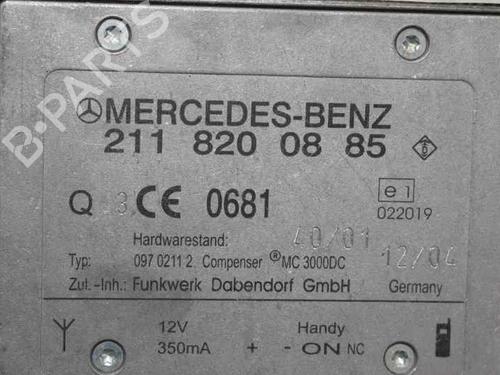 B-PARTS
MERCEDES-BENZ
211 820 08 85
Q 3 CE 0681 e1
022019
Hardwarestand: 40/01 12/04
Typ: 097 0211 2 Compenser ® MC 3000DC
Zul.-Inh.: Funkwerk Dabendorf GmbH Germany
12V Handy
350mA + - ON NC